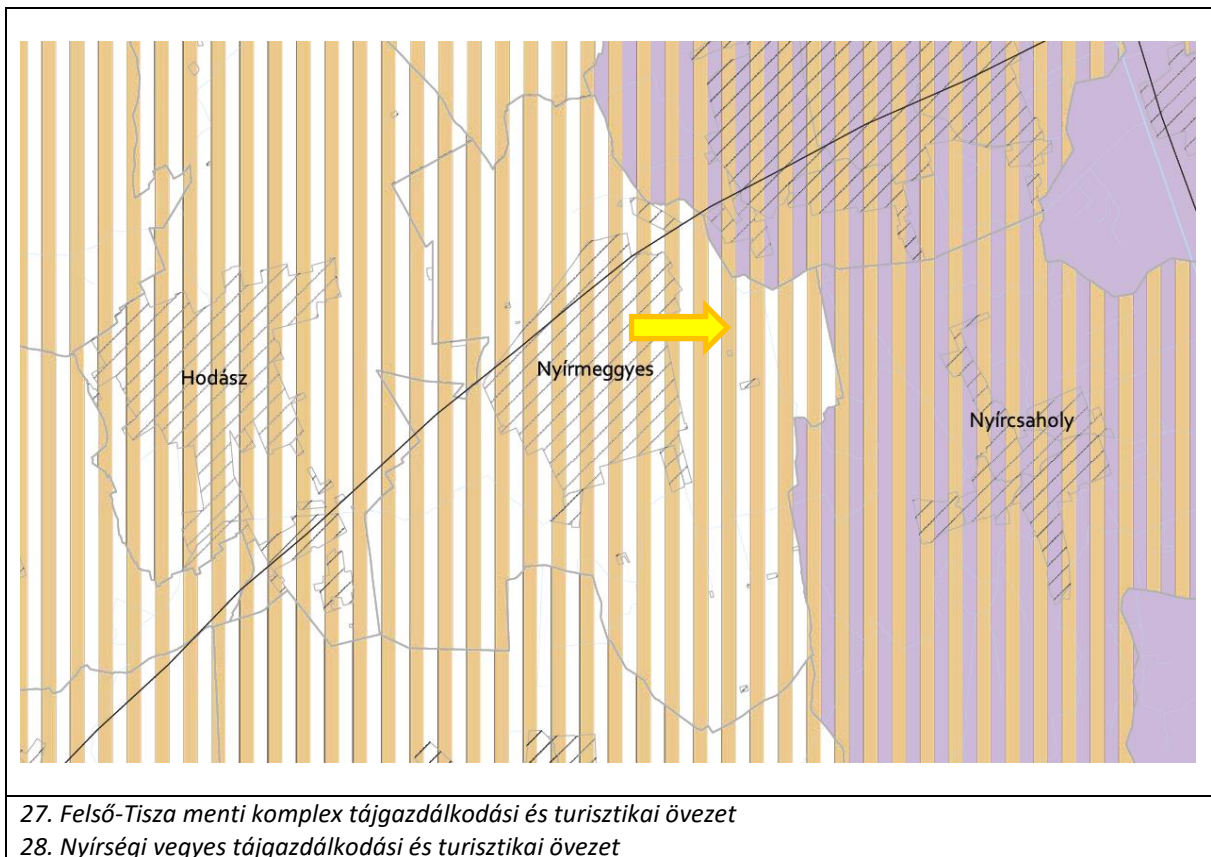 Hodász
Nyírmeggyes
Nyírcsaholy
27. Felső-Tisza menti komplex tájgazdálkodási és turisztikai övezet
28. Nyírségi vegyes tájgazdálkodási és turisztikai övezet